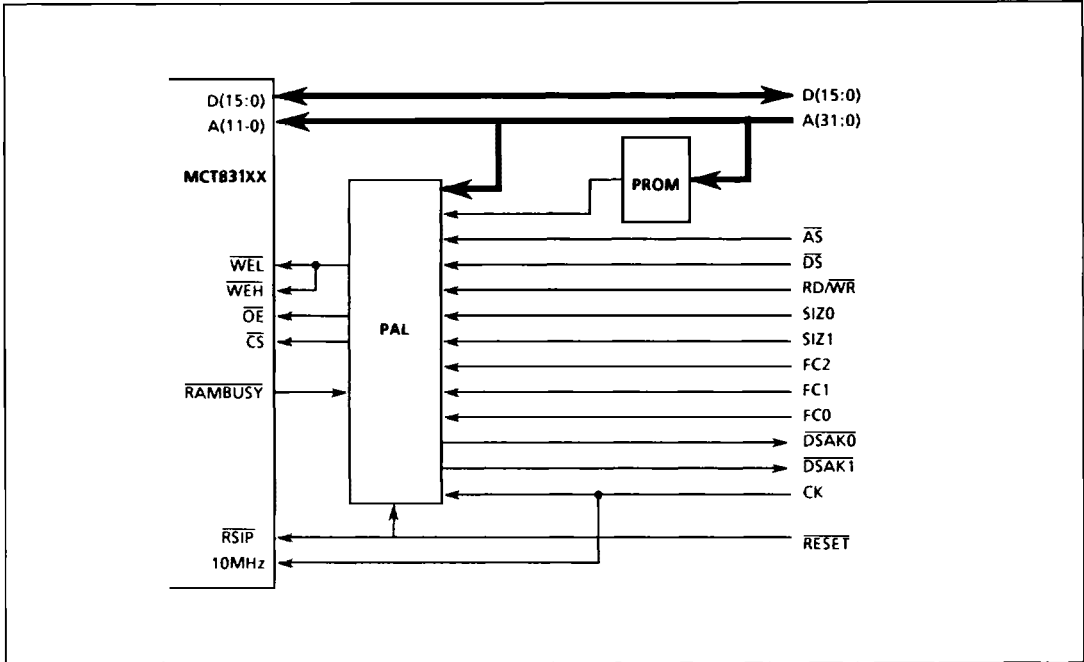 D(15:0) D(15:0)
A(11-0) A(31:0)
MCT831XX PROM
AS
WEL DS
WEH RD/WR
OE PAL SIZ0
CS SIZ1
FC2
RAMBUSY FC1
FC0
DSAK0
DSAK1
CK
RSIP RESET
10MHz